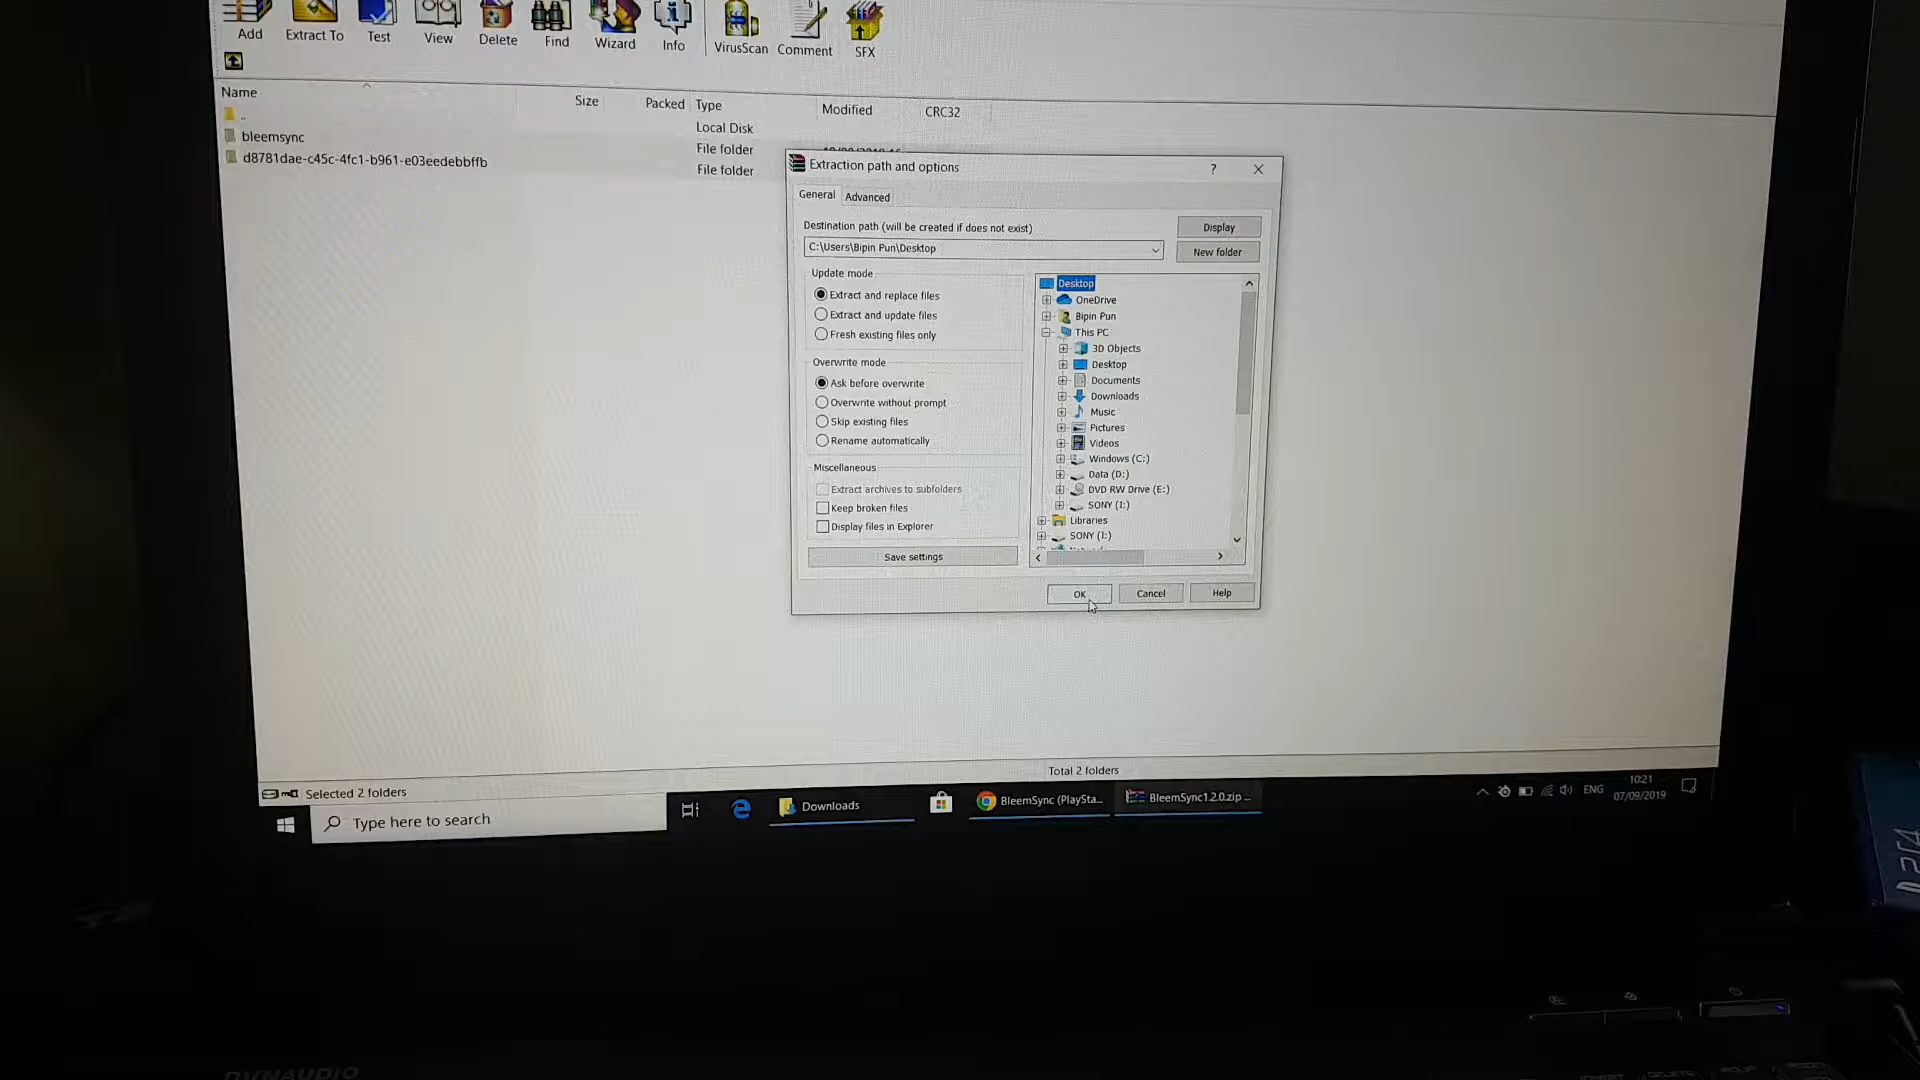 Add
Extract To
Test
View
Delete
Find
Wizard
Info
VirusScan
Comment
SFX
Name
Size
Packed
Type
Modified
CRC32
..
Local Disk
bleemsync
File folder
d8781dae-c45c-4fc1-b961-e03eedebbffb
File folder
Extraction path and options
?
General
Advanced
Destination path (will be created if does not exist)
Display
C:\Users\Bipin Pun\Desktop
New folder
Update mode
Extract and replace files
Extract and update files
Fresh existing files only
Overwrite mode
Ask before overwrite
Overwrite without prompt
Skip existing files
Rename automatically
Miscellaneous
Extract archives to subfolders
Keep broken files
Display files in Explorer
Save settings
Desktop
OneDrive
Bipin Pun
This PC
3D Objects
Desktop
Documents
Downloads
Music
Pictures
Videos
Windows (C:)
Data (D:)
DVD RW Drive (E:)
SONY (I:)
Libraries
SONY (I:)
OK
Cancel
Help
Selected 2 folders
Total 2 folders
Type here to search
Downloads
BleemSync (PlaySta...
BleemSync1.2.0.zip ...
ENG
10:21
07/09/2019
DYNAUDIO